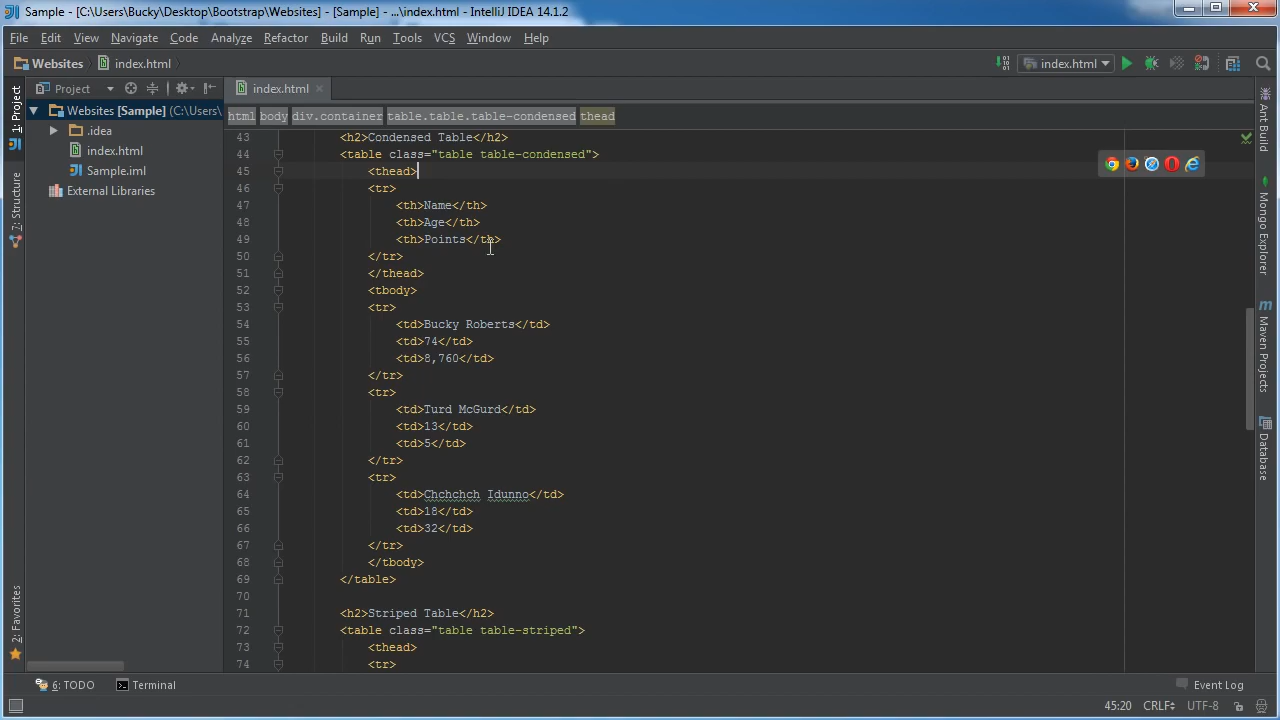 Sample - [C:\Users\Bucky\Desktop\Bootstrap\Websites] - [Sample] - ...\index.html - IntelliJ IDEA 14.1.2
File Edit View Navigate Code Analyze Refactor Build Run Tools VCS Window Help
Websites index.html index.html
Project index.html
1: Project
7: Structure
2: Favorites
Websites [Sample] (C:\Users\
.idea
index.html
Sample.iml
External Libraries
html body div.container table.table.table-condensed thead
43 <h2>Condensed Table</h2>
44 <table class="table table-condensed">
45 <thead>
46 <tr>
47 <th>Name</th>
48 <th>Age</th>
49 <th>Points</th>
50 </tr>
51 </thead>
52 <tbody>
53 <tr>
54 <td>Bucky Roberts</td>
55 <td>74</td>
56 <td>8,760</td>
57 </tr>
58 <tr>
59 <td>Turd McGurd</td>
60 <td>13</td>
61 <td>5</td>
62 </tr>
63 <tr>
64 <td>Chchchch Idunno</td>
65 <td>18</td>
66 <td>32</td>
67 </tr>
68 </tbody>
69 </table>
70
71 <h2>Striped Table</h2>
72 <table class="table table-striped">
73 <thead>
74 <tr>
Ant Build
Mongo Explorer
Maven Projects
Database
6: TODO Terminal Event Log
45:20 CRLF UTF-8